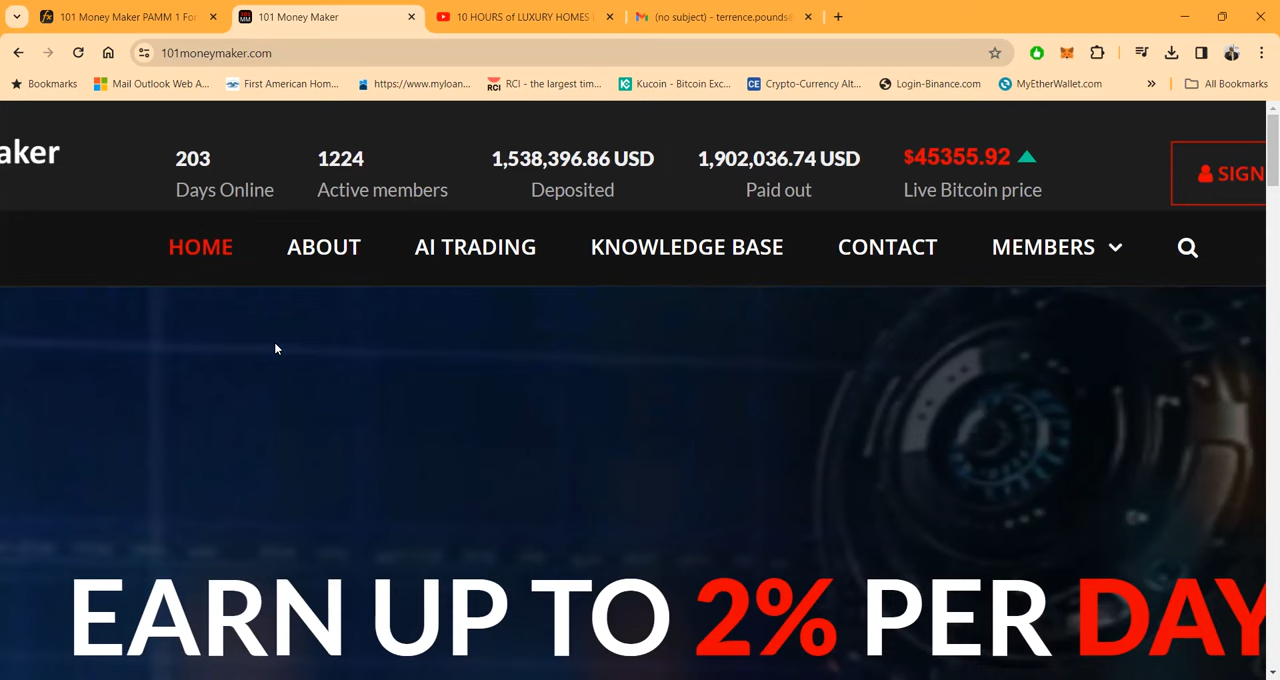 101 Money Maker PAMM 1 For
101 Money Maker
10 HOURS of LUXURY HOMES
(no subject) - terrence.pounds@
101moneymaker.com
Bookmarks
Mail Outlook Web A...
First American Hom...
https://www.myloan...
RCI
RCI - the largest tim...
Kucoin - Bitcoin Exc...
CE
Crypto-Currency Alt...
Login-Binance.com
MyEtherWallet.com
All Bookmarks
aker
203
Days Online
1224
Active members
1,538,396.86 USD
Deposited
1,902,036.74 USD
Paid out
$45355.92
Live Bitcoin price
SIGN
HOME ABOUT AI TRADING KNOWLEDGE BASE CONTACT MEMBERS
EARN UP TO 2% PER DAY